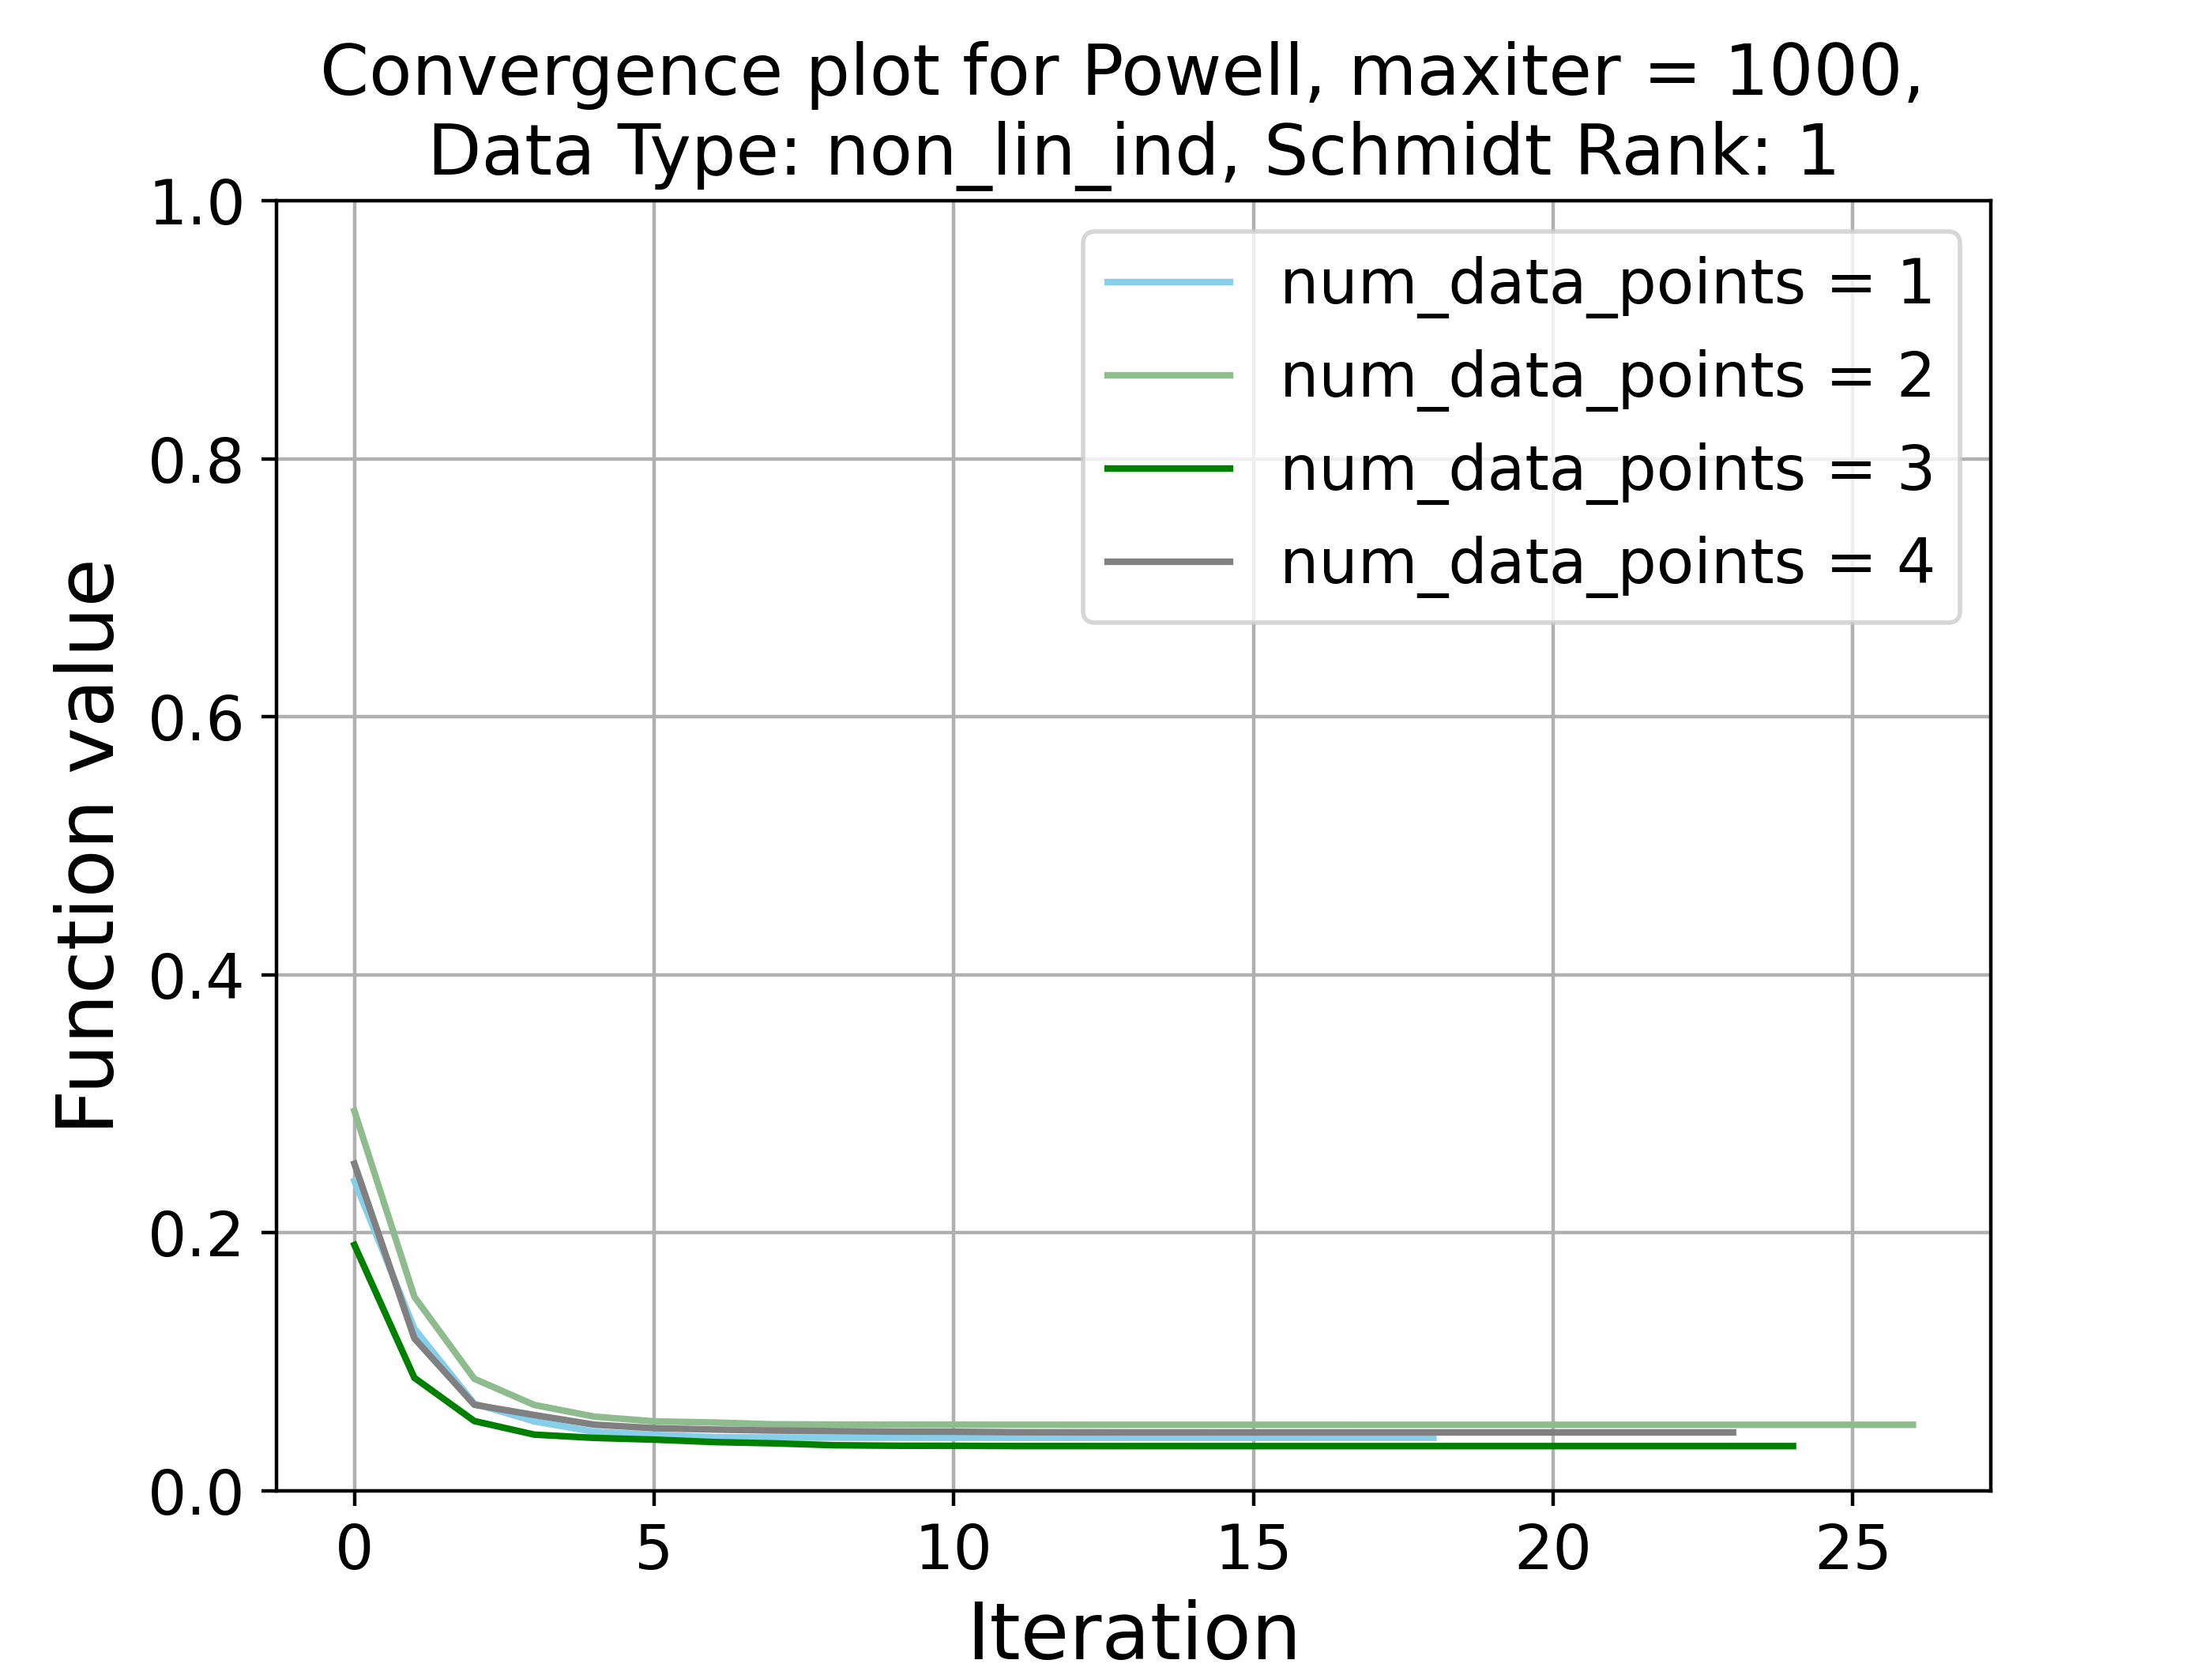 Convergence plot for Powell, maxiter = 1000,
Data Type: non_lin_ind, Schmidt Rank: 1
1.0
0.8
0.6
0.4
0.2
0.0
Function value
num_data_points = 1
num_data_points = 2
num_data_points = 3
num_data_points = 4
0 5 10 15 20 25
Iteration